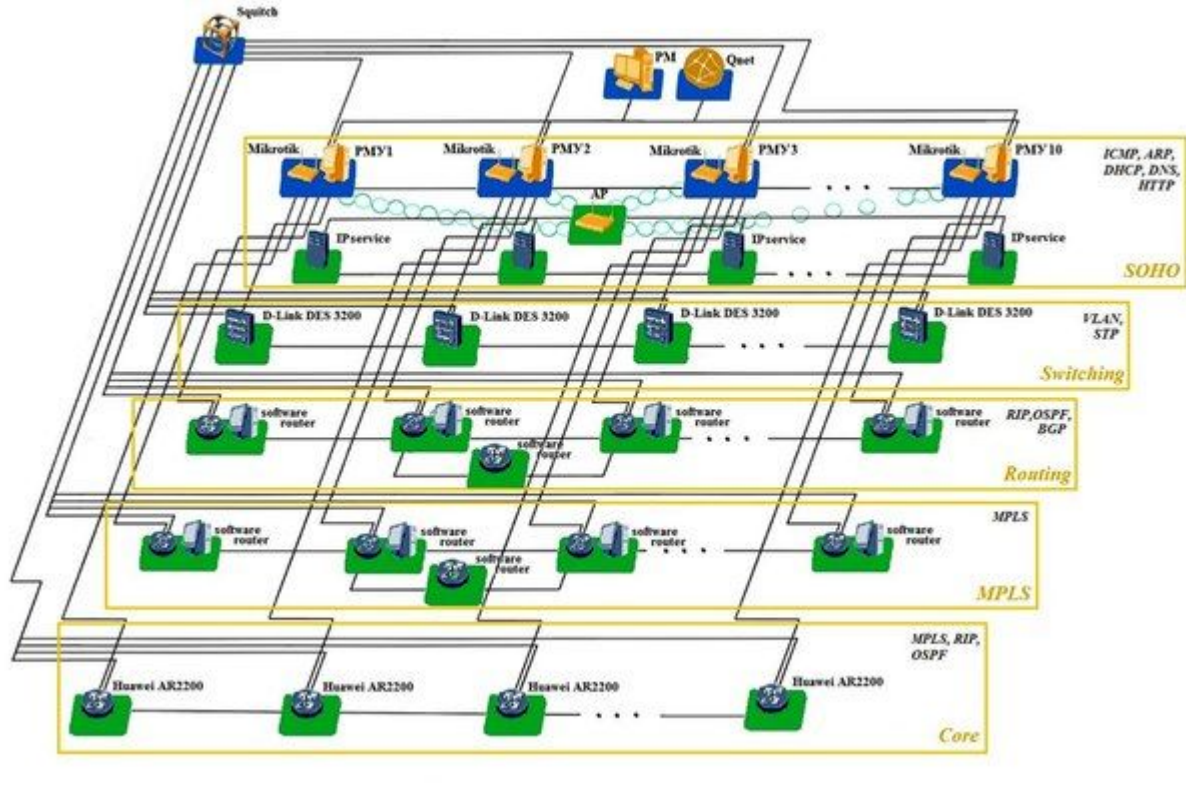 Squitch
PM
Qnet
Mikrotik
РМУ1
Mikrotik
РМУ2
Mikrotik
РМУ3
Mikrotik
РМУ10
ICMP, ARP,
DHCP, DNS,
HTTP
AP
IPservice
IPservice
IPservice
SOHO
D-Link DES 3200
D-Link DES 3200
D-Link DES 3200
D-Link DES 3200
VLAN,
STP
Switching
software
router
software
router
software
router
software
router
RIP,OSPF,
BGP
software
router
Routing
software
router
software
router
software
router
software
router
MPLS
software
router
MPLS
MPLS, RIP,
OSPF
Huawei AR2200
Huawei AR2200
Huawei AR2200
Huawei AR2200
Core